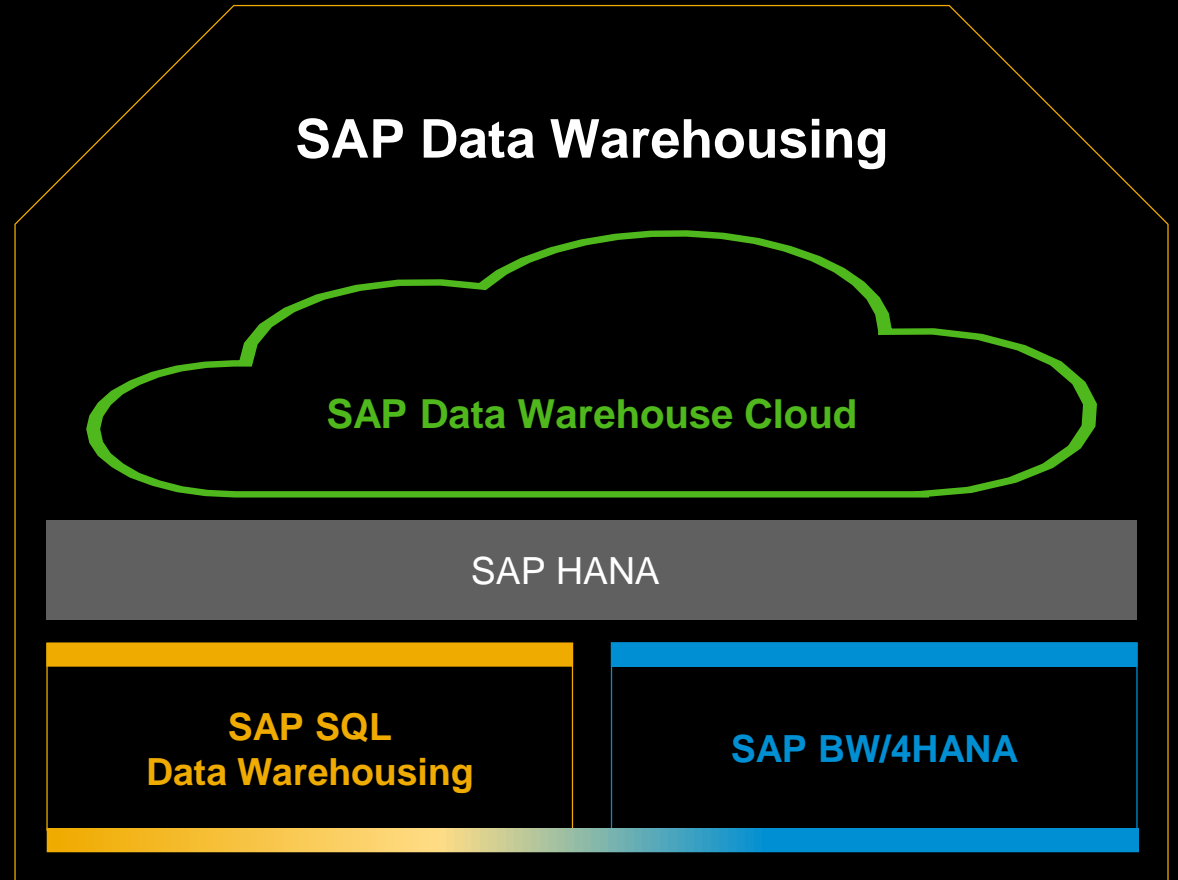 SAP Data Warehousing
SAP Data Warehouse Cloud
SAP HANA
SAP SQL
Data Warehousing
SAP BW/4HANA